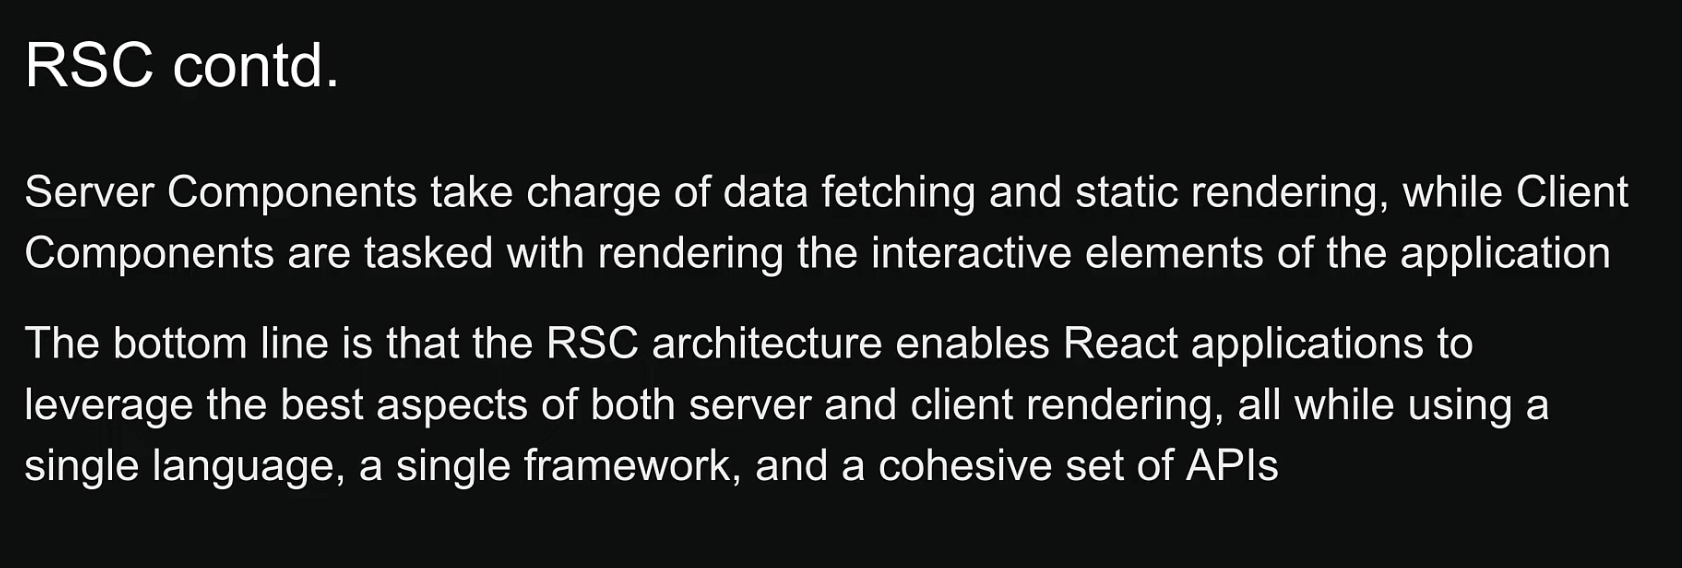 RSC contd.
Server Components take charge of data fetching and static rendering, while Client
Components are tasked with rendering the interactive elements of the application
The bottom line is that the RSC architecture enables React applications to
leverage the best aspects of both server and client rendering, all while using a
single language, a single framework, and a cohesive set of APIs